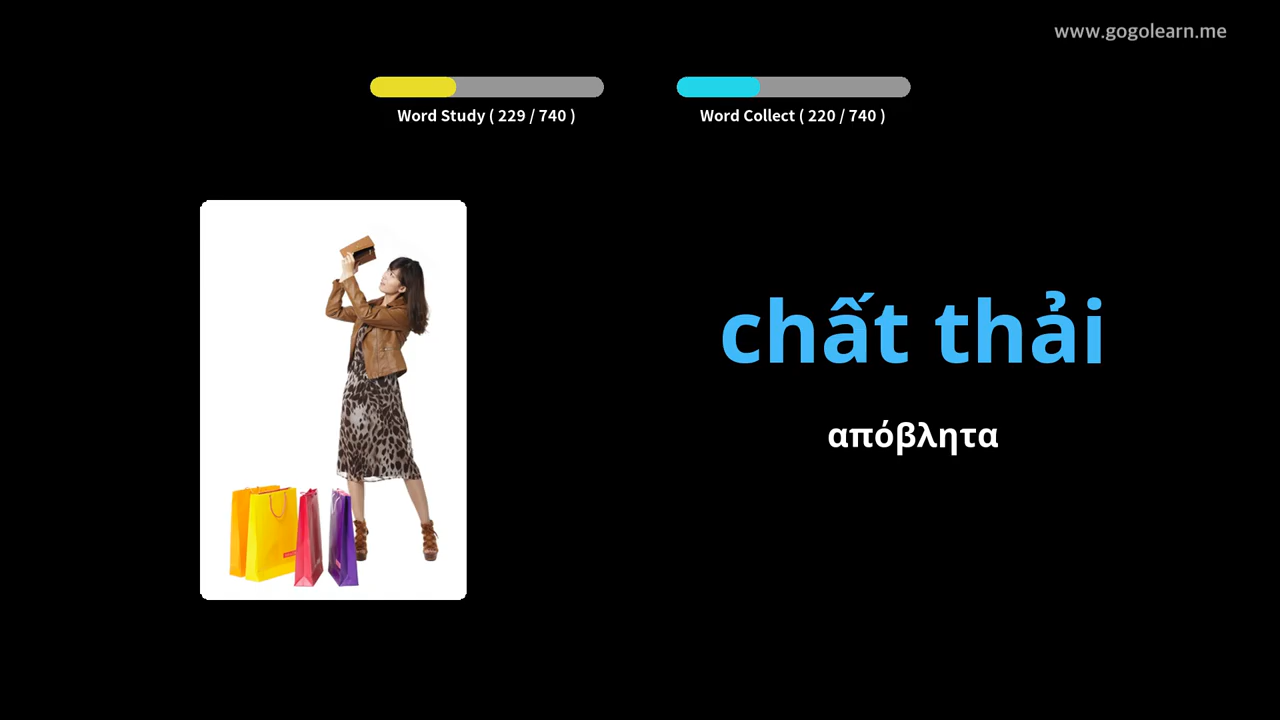 www.gogolearn.me
Word Study ( 229 / 740 )
Word Collect ( 220 / 740 )
chất thải
απόβλητα